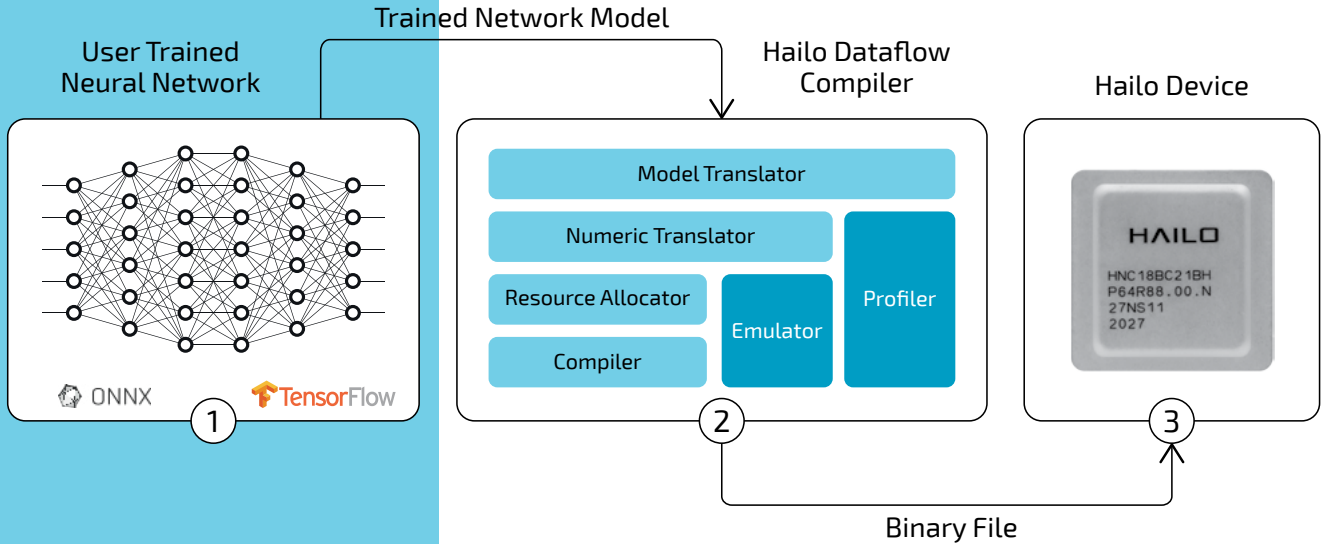 Trained Network Model
User Trained
Neural Network
Hailo Dataflow
Compiler
Hailo Device
ONNX
TensorFlow
1
Model Translator
Numeric Translator
Resource Allocator
Compiler
Emulator
Profiler
2
HAILO
HNC18BC21BH
P64R88.00.N
27NS11
2027
3
Binary File